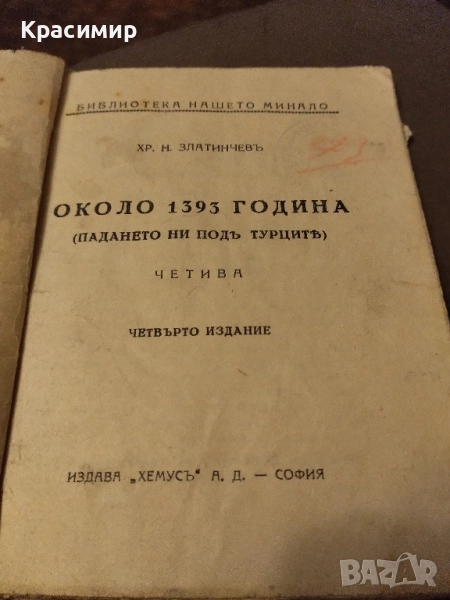 Красимир
БИБЛИОТЕКА НАШЕТО МИНАЛО
ХР. Н. ЗЛАТИНЧЕВЪ
ОКОЛО 1393 ГОДИНА
(ПАДАНЕТО НИ ПОДЪ ТУРЦИТѢ)
ЧЕТИВА
ЧЕТВЪРТО ИЗДАНИЕ
ИЗДАВА „ХЕМУСЪ" А. Д. — СОФИЯ
BAZAR